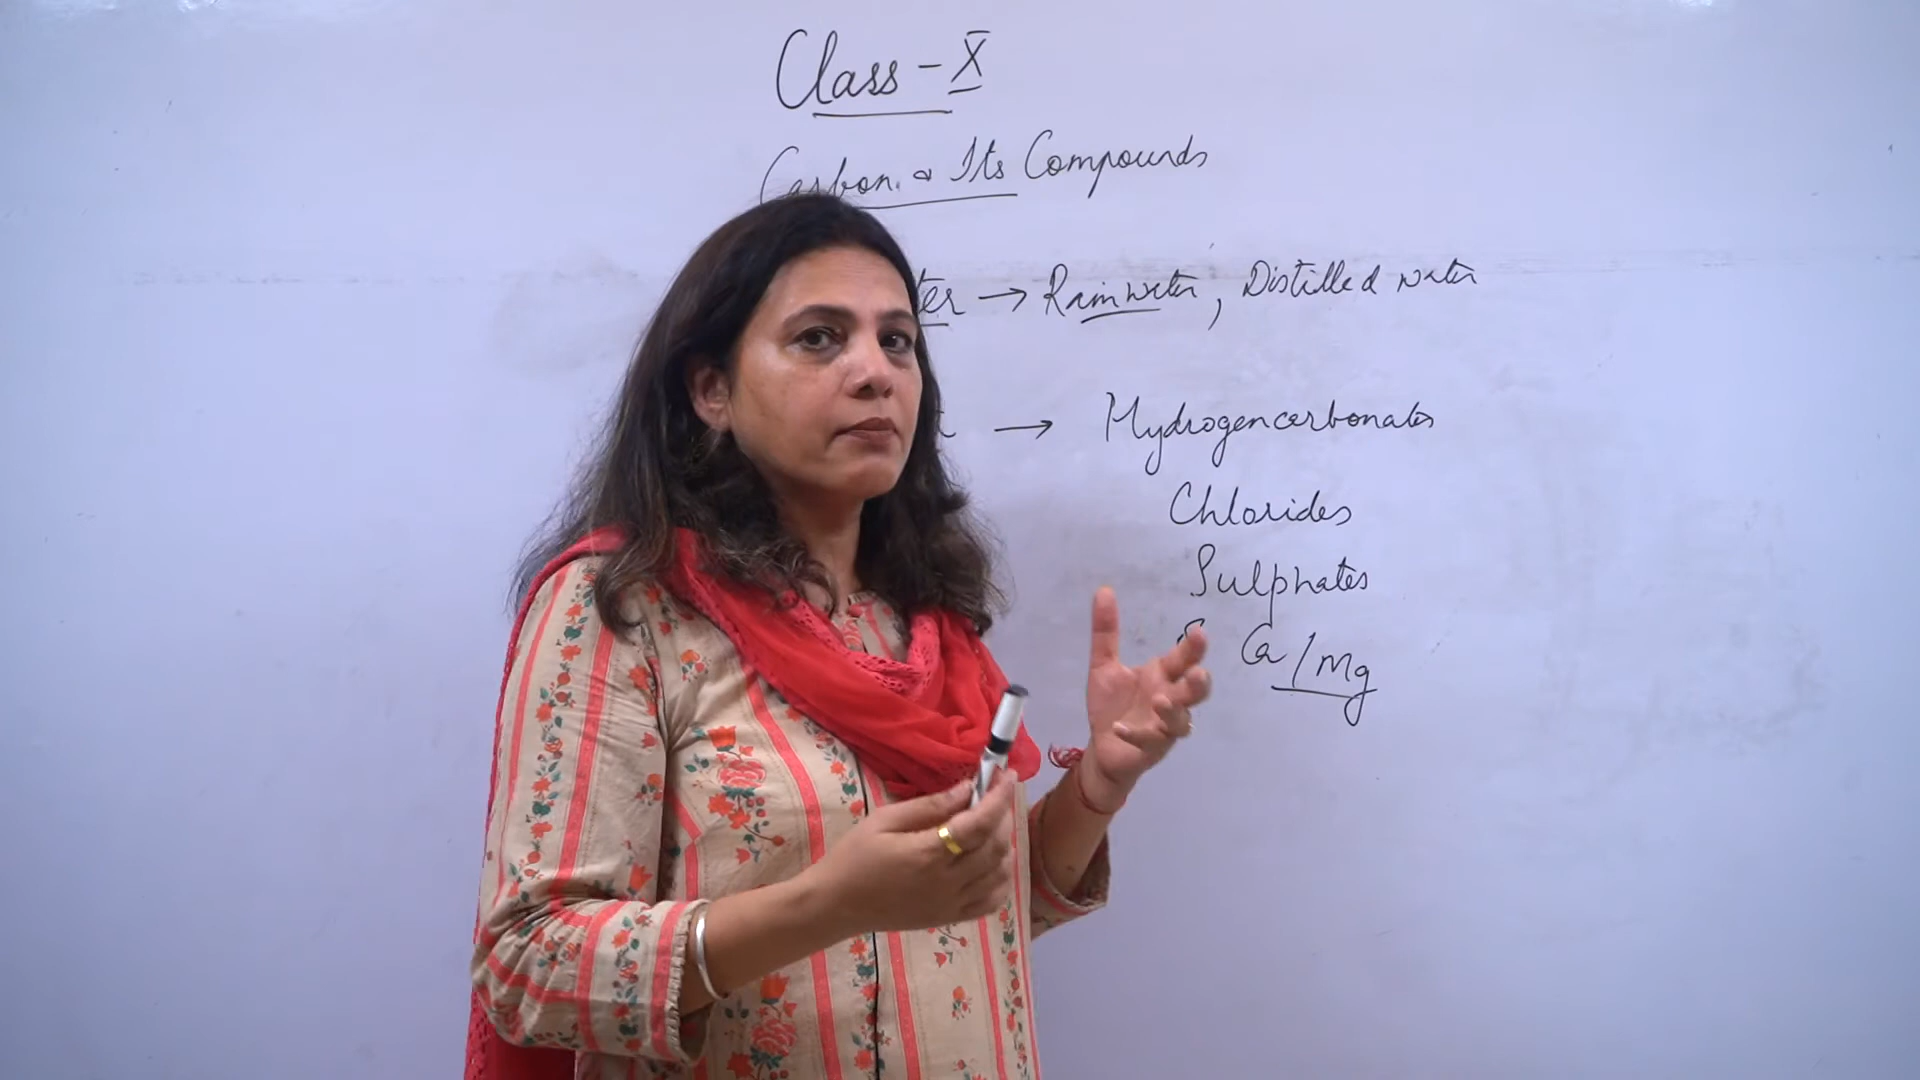 Class - X
Carbon & Its Compounds
→ Rainwater, Distilled water
→ Hydrogencarbonates
Chlorides
Sulphates
Ca/Mg